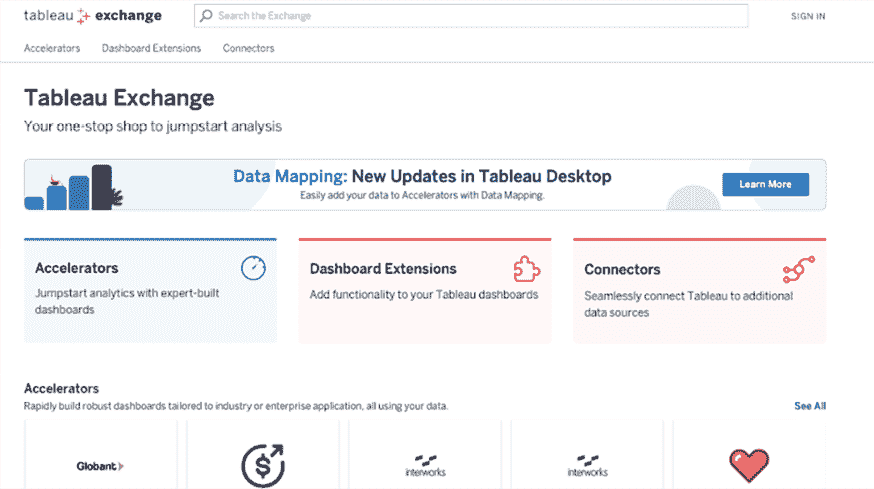 tableau exchange
Search the Exchange
SIGN IN
Accelerators Dashboard Extensions Connectors
Tableau Exchange
Your one-stop shop to jumpstart analysis
Data Mapping: New Updates in Tableau Desktop
Easily add your data to Accelerators with Data Mapping.
Learn More
Accelerators
Jumpstart analytics with expert-built
dashboards
Dashboard Extensions
Add functionality to your Tableau dashboards
Connectors
Seamlessly connect Tableau to additional
data sources
Accelerators
Rapidly build robust dashboards tailored to industry or enterprise application, all using your data.
See All
Globant
interworks
interworks